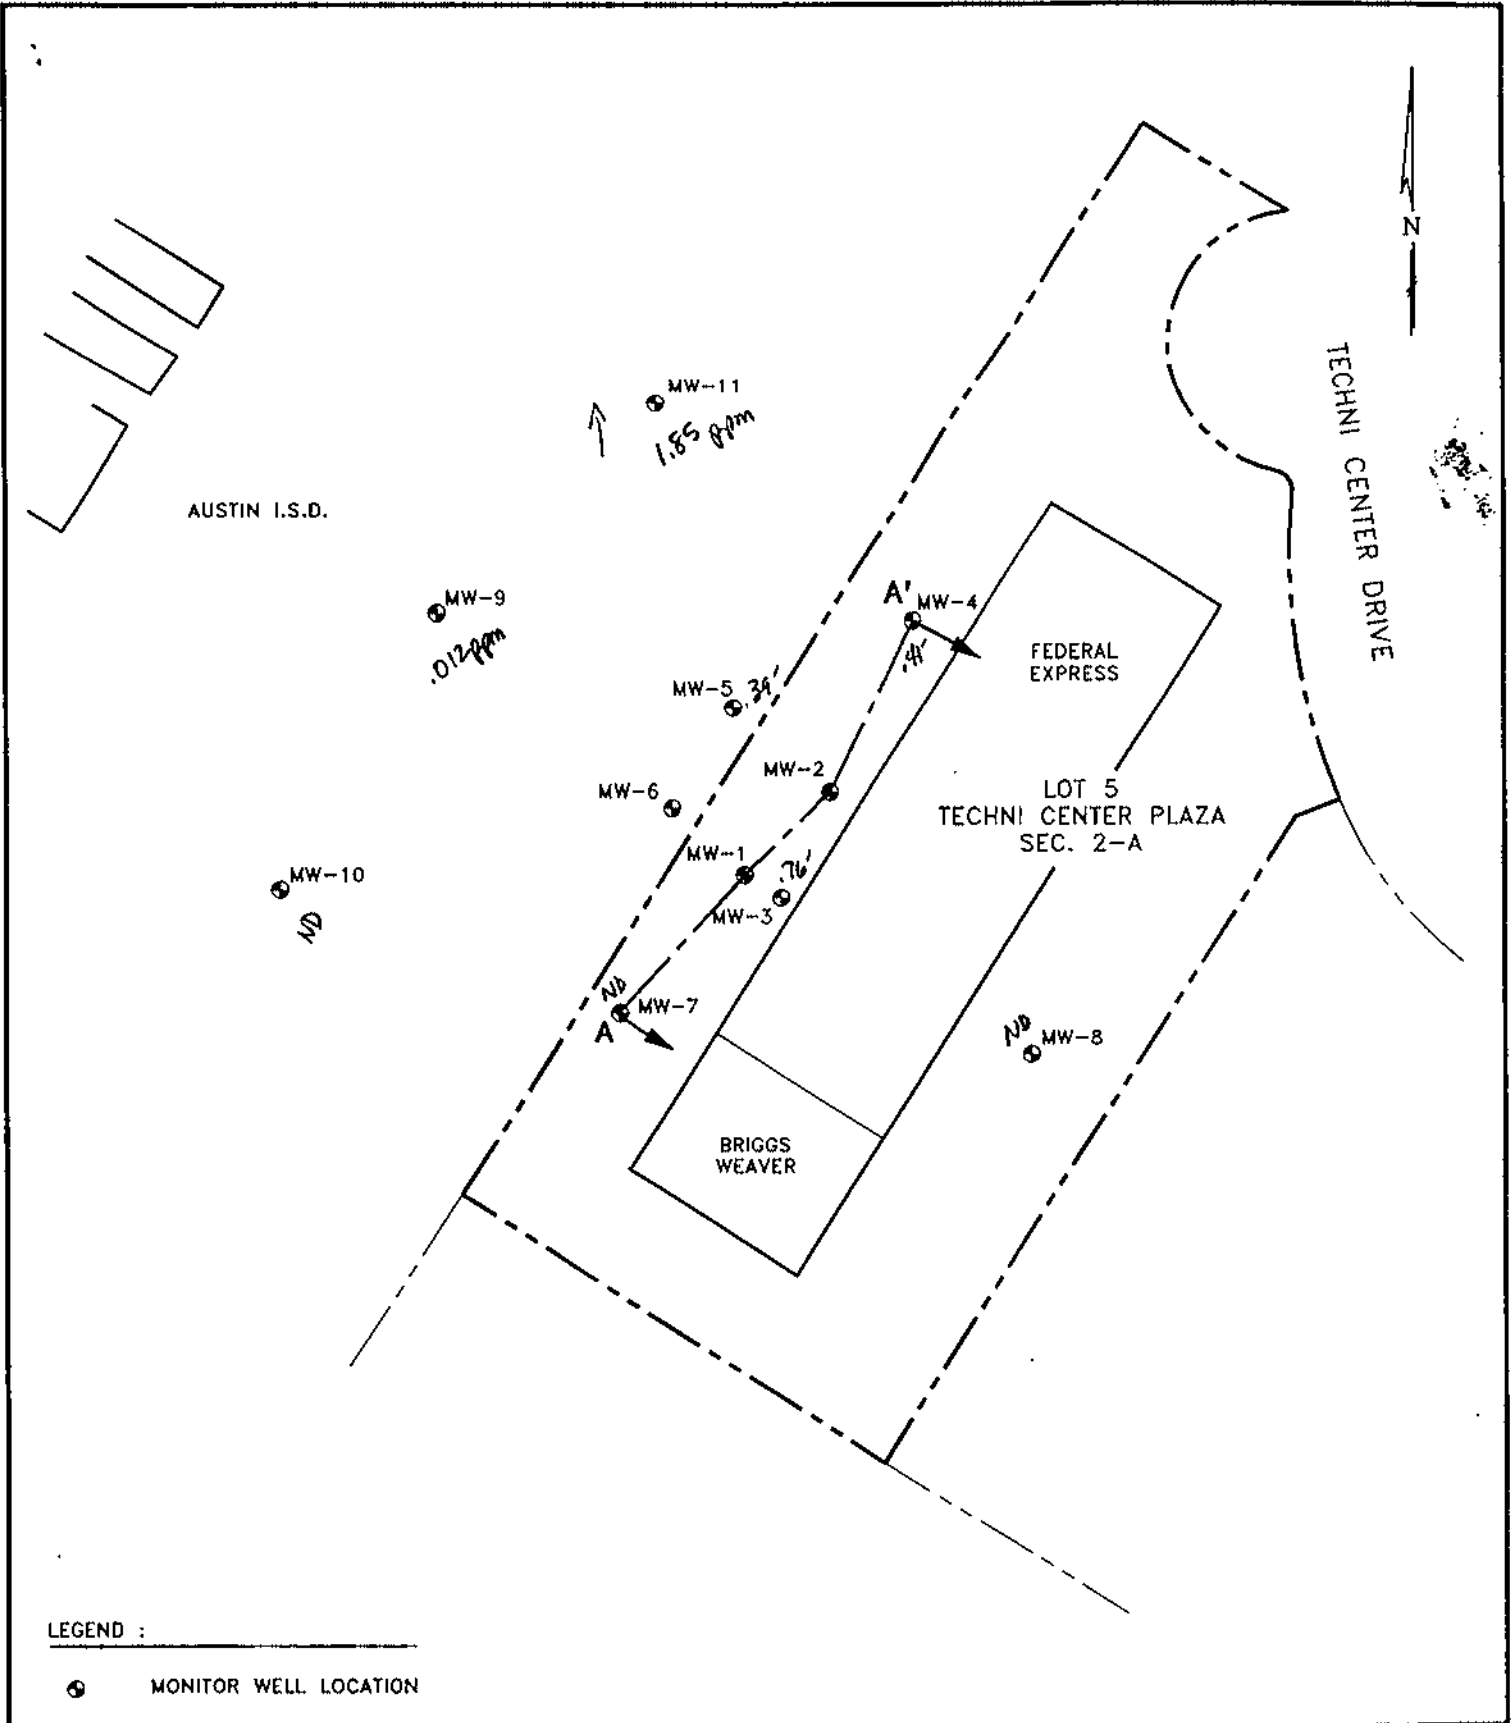 N
TECHNI CENTER DRIVE
MW-11
1.85 ppm
AUSTIN I.S.D.
MW-9
.012 ppm
A'
MW-4
.41'
FEDERAL
EXPRESS
MW-5
.39'
MW-2
MW-6
LOT 5
TECHNI CENTER PLAZA
SEC. 2-A
MW-1
.76'
MW-3
MW-10
ND
ND
MW-7
A
ND
MW-8
BRIGGS
WEAVER
LEGEND :
MONITOR WELL LOCATION